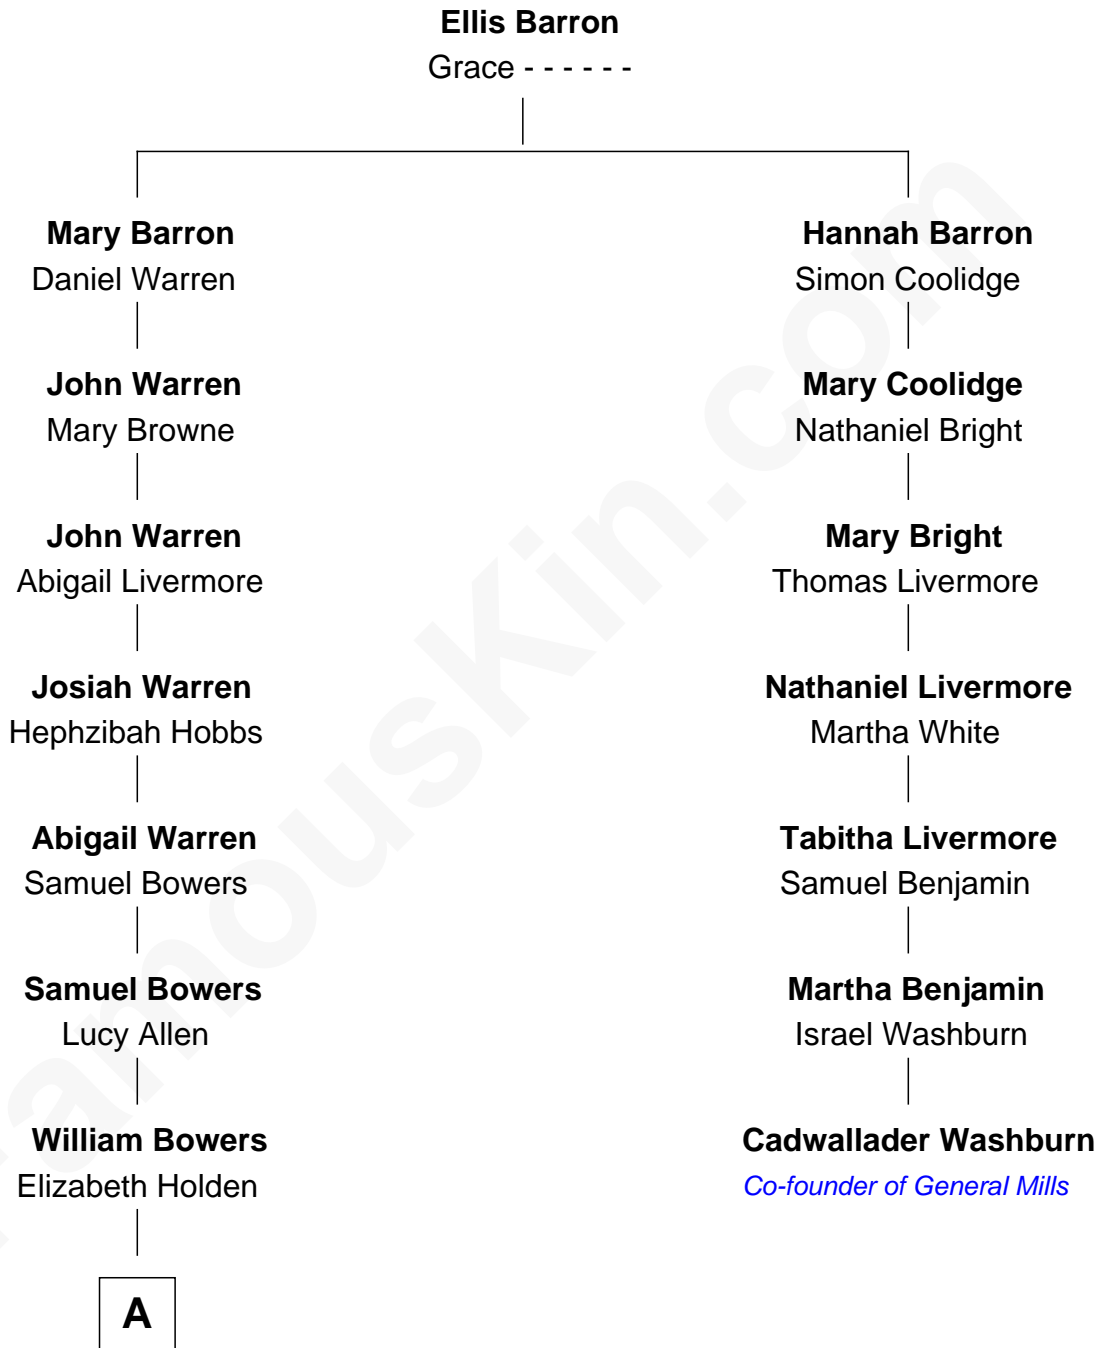 Ellis Barron
Grace - - - - - -
Mary Barron
Daniel Warren
Hannah Barron
Simon Coolidge
John Warren
Mary Browne
Mary Coolidge
Nathaniel Bright
John Warren
Abigail Livermore
Mary Bright
Thomas Livermore
Josiah Warren
Hephzibah Hobbs
Nathaniel Livermore
Martha White
Abigail Warren
Samuel Bowers
Tabitha Livermore
Samuel Benjamin
Samuel Bowers
Lucy Allen
Martha Benjamin
Israel Washburn
William Bowers
Elizabeth Holden
Cadwallader Washburn
Co-founder of General Mills
A
FamousKin.com